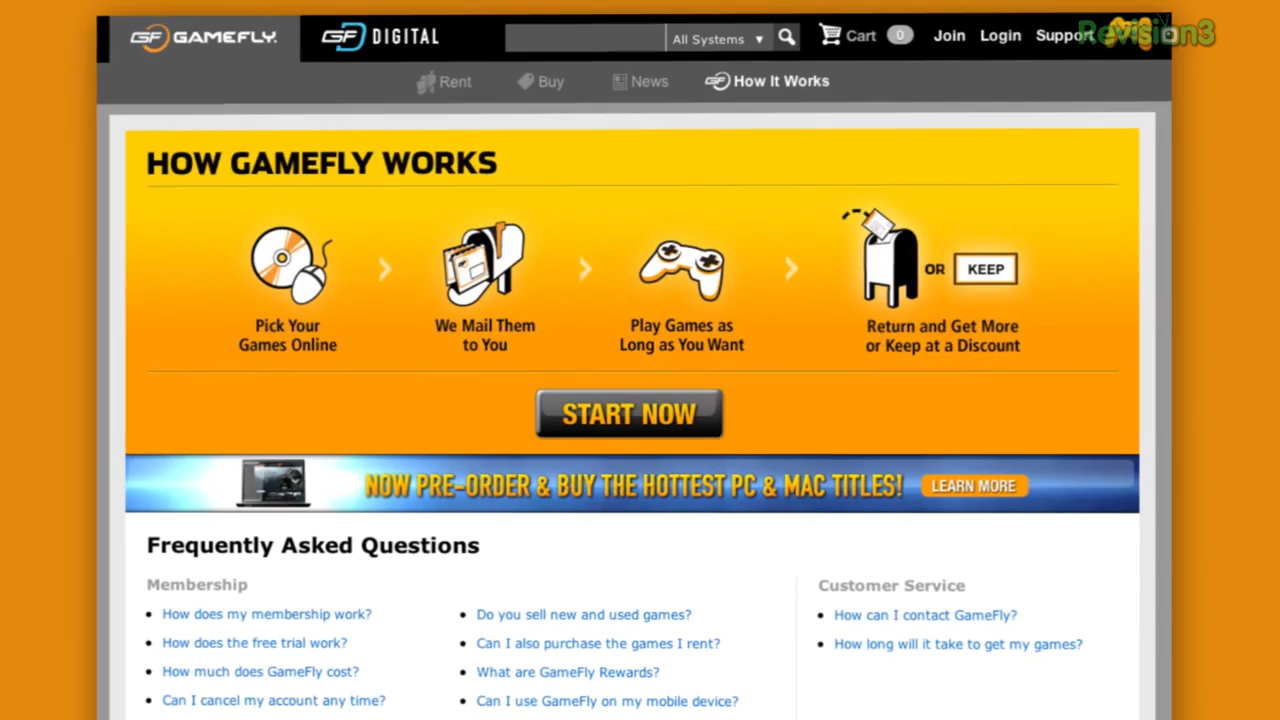 GF GAMEFLY.
GF DIGITAL
All Systems
Cart 0
Join
Login
Support
Revision3
Rent
Buy
News
GF How It Works
HOW GAMEFLY WORKS
Pick Your
Games Online
We Mail Them
to You
Play Games as
Long as You Want
OR
KEEP
Return and Get More
or Keep at a Discount
START NOW
NOW PRE-ORDER & BUY THE HOTTEST PC & MAC TITLES!
LEARN MORE
Frequently Asked Questions
Membership
How does my membership work?
How does the free trial work?
How much does GameFly cost?
Can I cancel my account any time?
Do you sell new and used games?
Can I also purchase the games I rent?
What are GameFly Rewards?
Can I use GameFly on my mobile device?
Customer Service
How can I contact GameFly?
How long will it take to get my games?